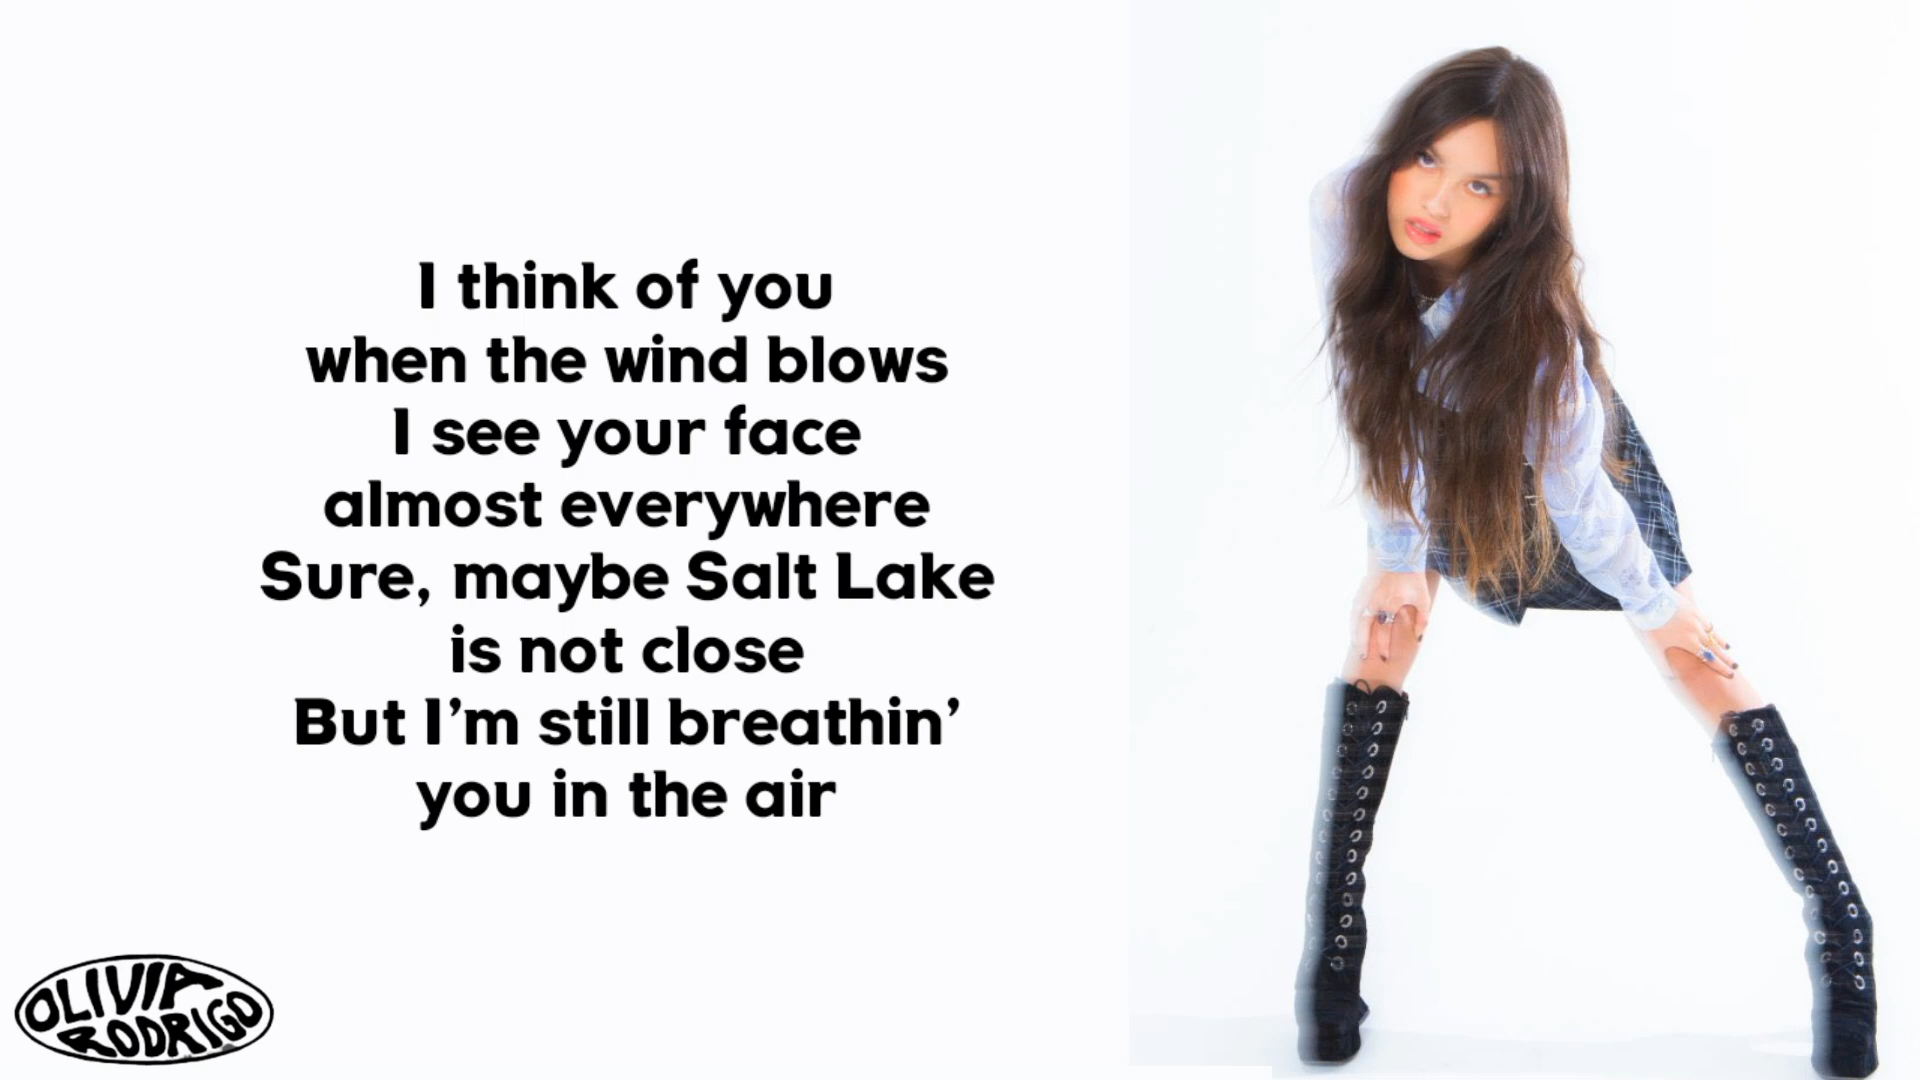 I think of you
when the wind blows
I see your face
almost everywhere
Sure, maybe Salt Lake
is not close
But I’m still breathin’
you in the air
OLIVIA
RODRIGO